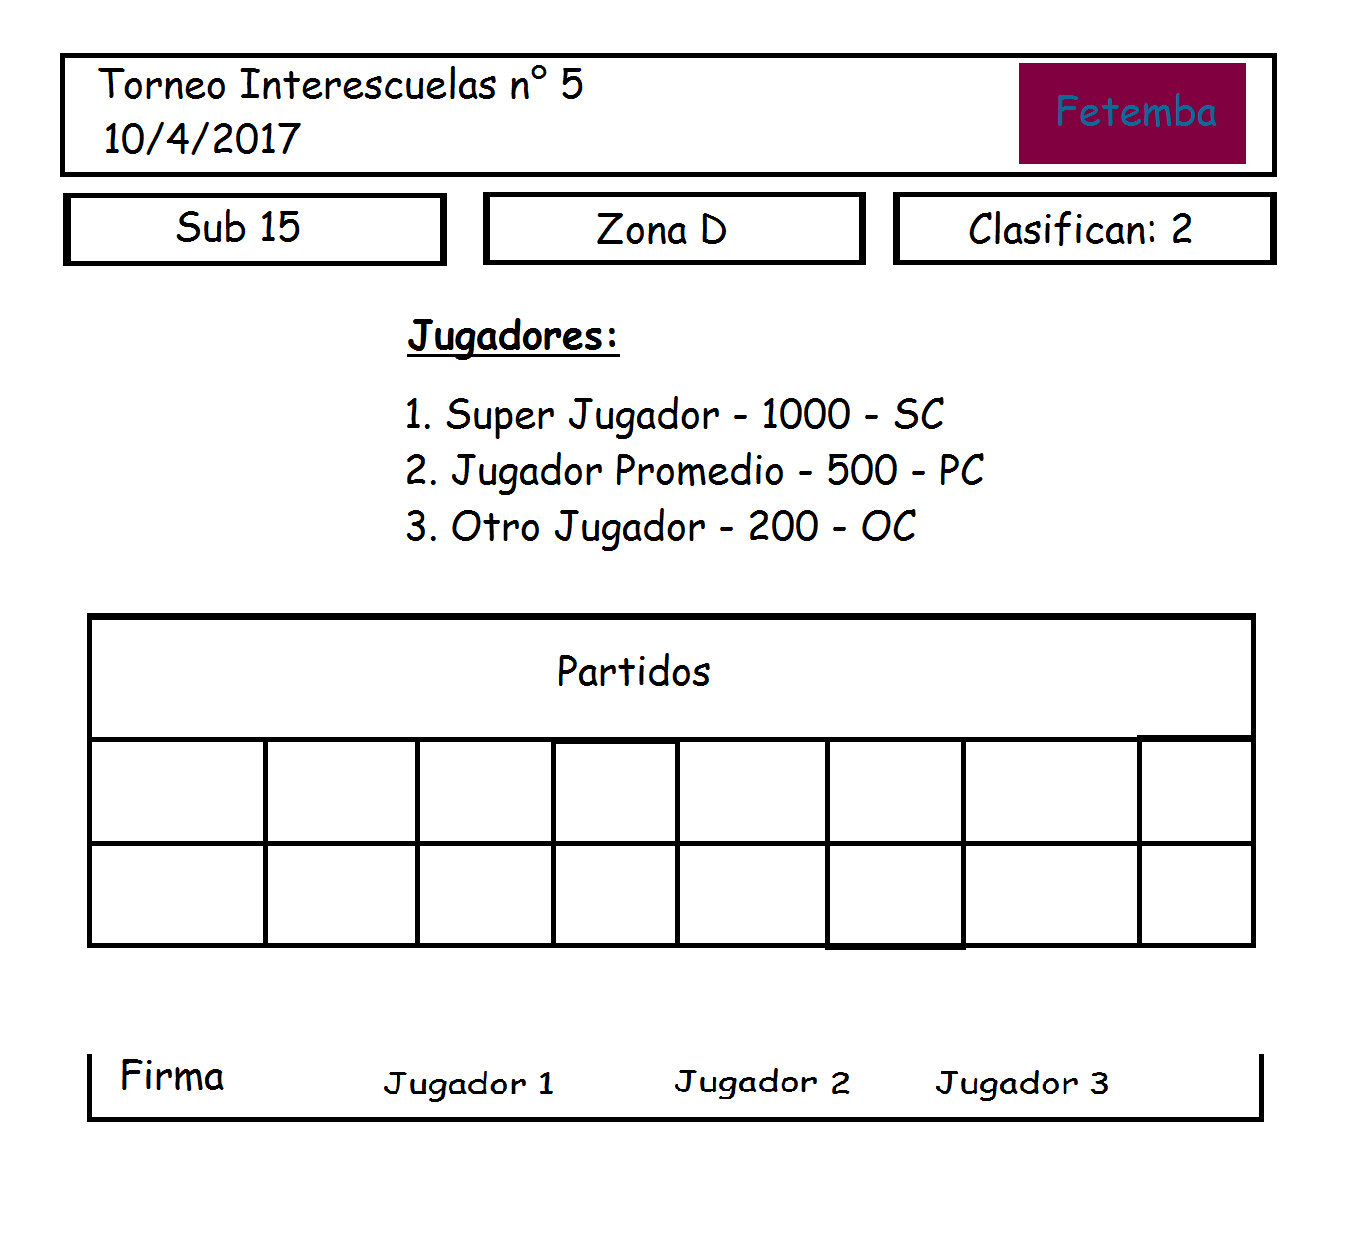 Torneo Interescuelas n° 5
10/4/2017
Fetemba
Sub 15
Zona D
Clasifican: 2
Jugadores:
1. Super Jugador - 1000 - SC
2. Jugador Promedio - 500 - PC
3. Otro Jugador - 200 - OC
Partidos
Firma
Jugador 1
Jugador 2
Jugador 3